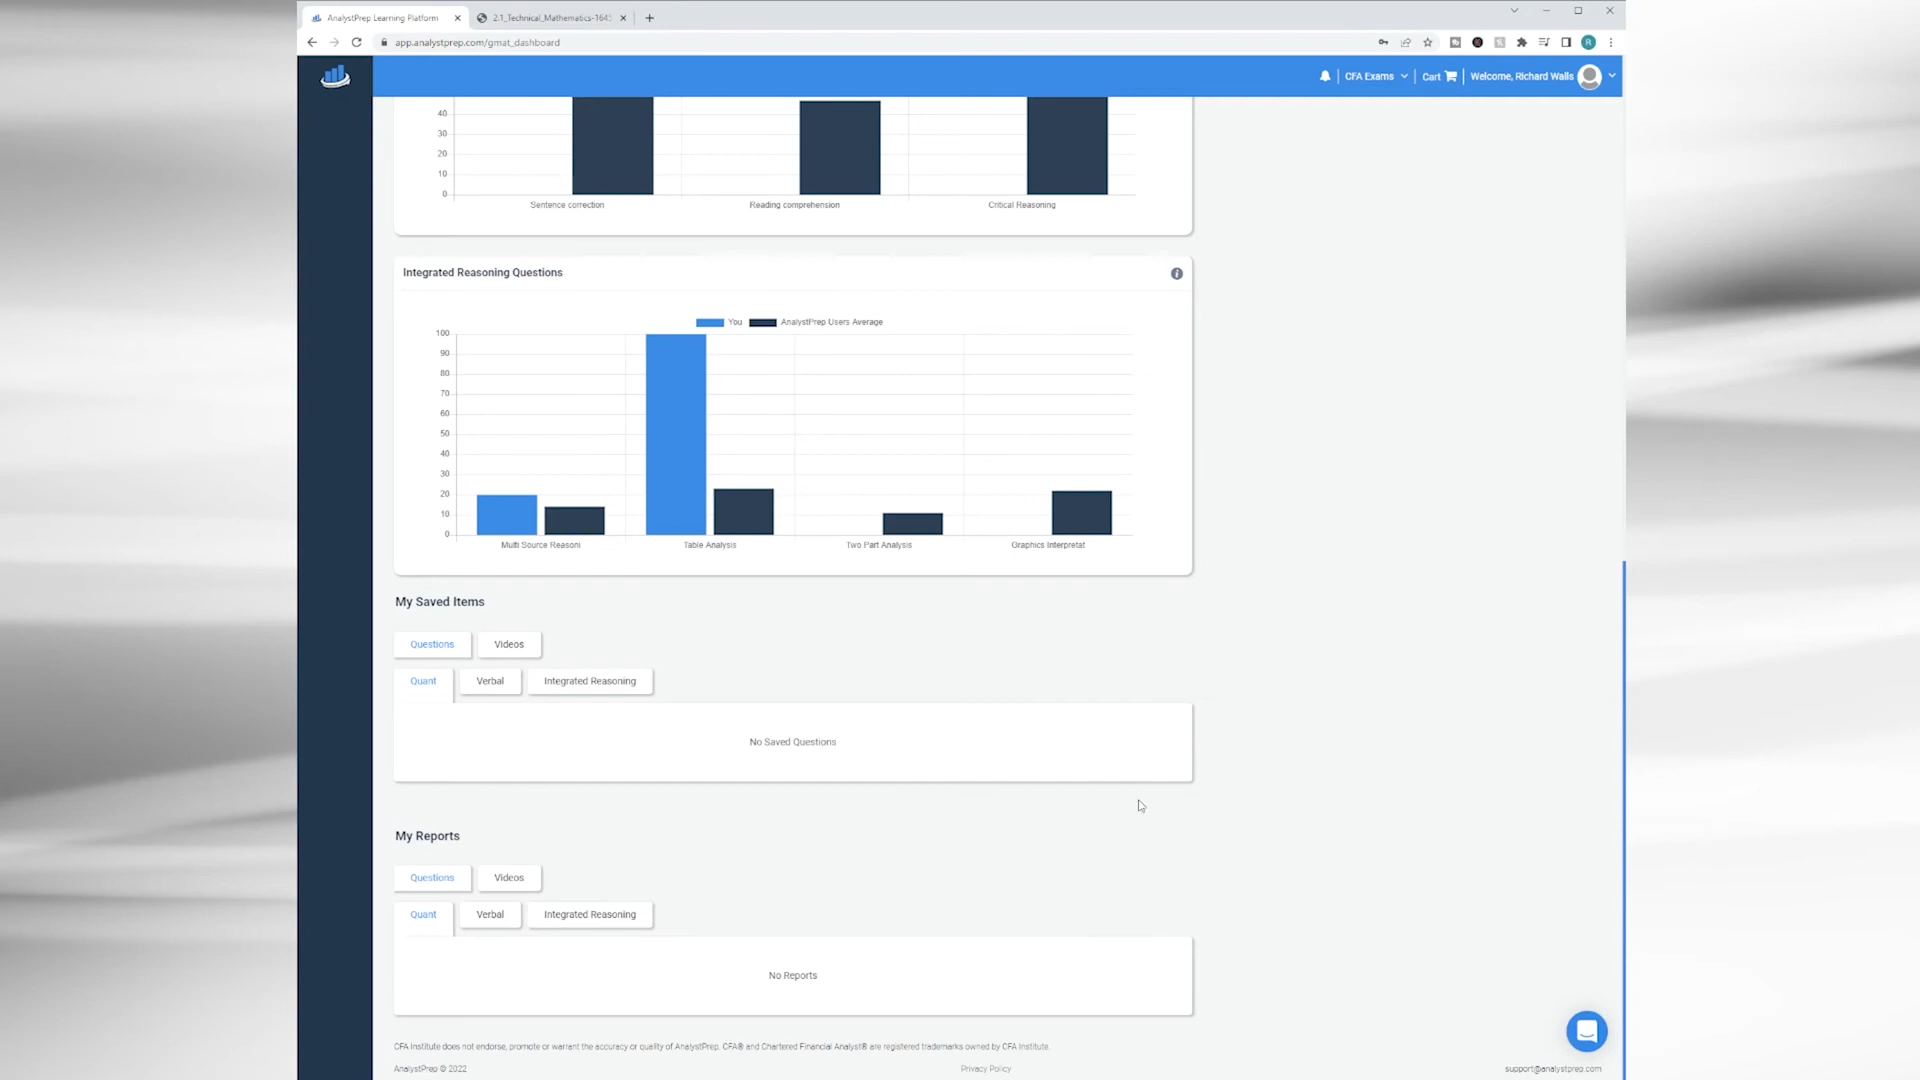 AnalystPrep Learning Platform
2.1_Technical_Mathematics-164
app.analystprep.com/gmat_dashboard
R
CFA Exams
Cart
Welcome, Richard Walls
40
30
20
10
0
Sentence correction
Reading comprehension
Critical Reasoning
Integrated Reasoning Questions
You
AnalystPrep Users Average
100
90
80
70
60
50
40
30
20
10
0
Multi Source Reasoni
Table Analysis
Two Part Analysis
Graphics Interpretat
My Saved Items
Questions
Videos
Quant
Verbal
Integrated Reasoning
No Saved Questions
My Reports
Questions
Videos
Quant
Verbal
Integrated Reasoning
No Reports
CFA Institute does not endorse, promote or warrant the accuracy or quality of AnalystPrep. CFA® and Chartered Financial Analyst® are registered trademarks owned by CFA Institute.
AnalystPrep © 2022
Privacy Policy
support@analystprep.com